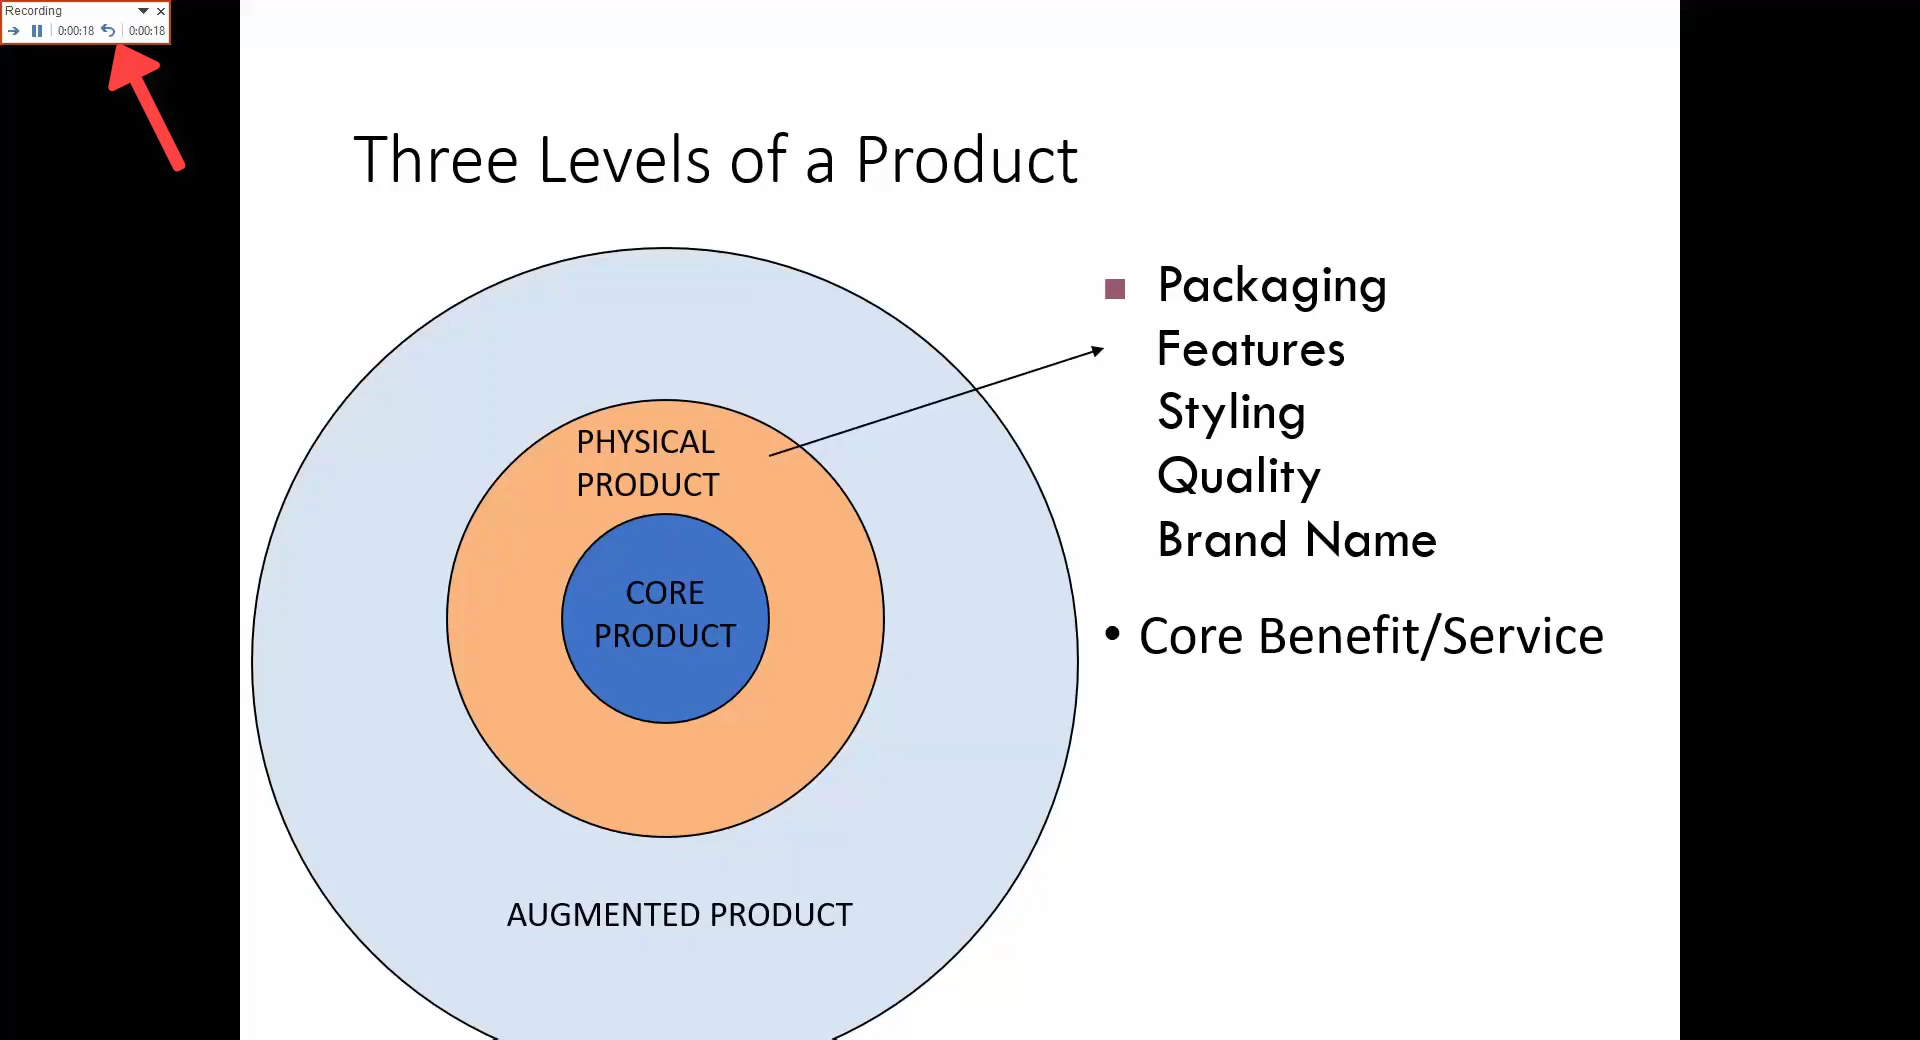 Recording
0:00:18 0:00:18
Three Levels of a Product
Packaging
Features
Styling
Quality
Brand Name
• Core Benefit/Service
PHYSICAL
PRODUCT
CORE
PRODUCT
AUGMENTED PRODUCT